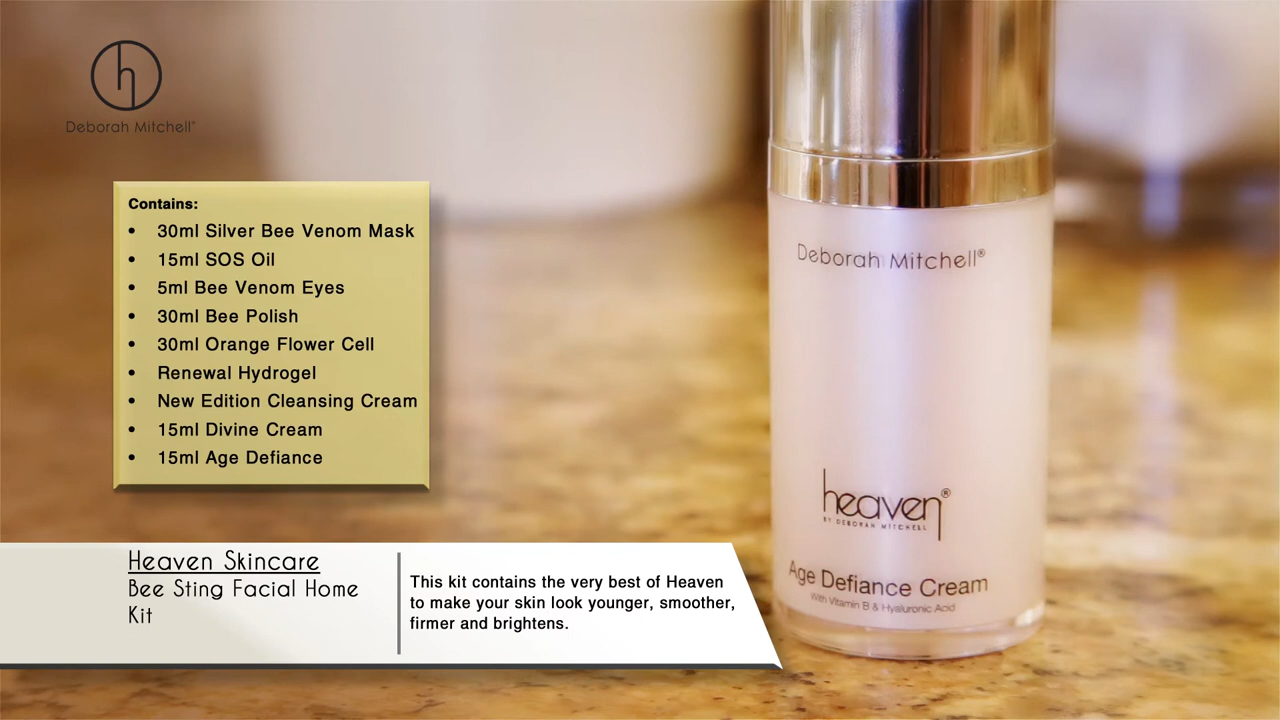 h
Deborah Mitchell™
Contains:
• 30ml Silver Bee Venom Mask
• 15ml SOS Oil
• 5ml Bee Venom Eyes
• 30ml Bee Polish
• 30ml Orange Flower Cell
• Renewal Hydrogel
• New Edition Cleansing Cream
• 15ml Divine Cream
• 15ml Age Defiance
Heaven Skincare
Bee Sting Facial Home
Kit
This kit contains the very best of Heaven
to make your skin look younger, smoother,
firmer and brightens.
Deborah Mitchell®
heaven®
BY DEBORAH MITCHELL
Age Defiance Cream
With Vitamin B & Hyaluronic Acid